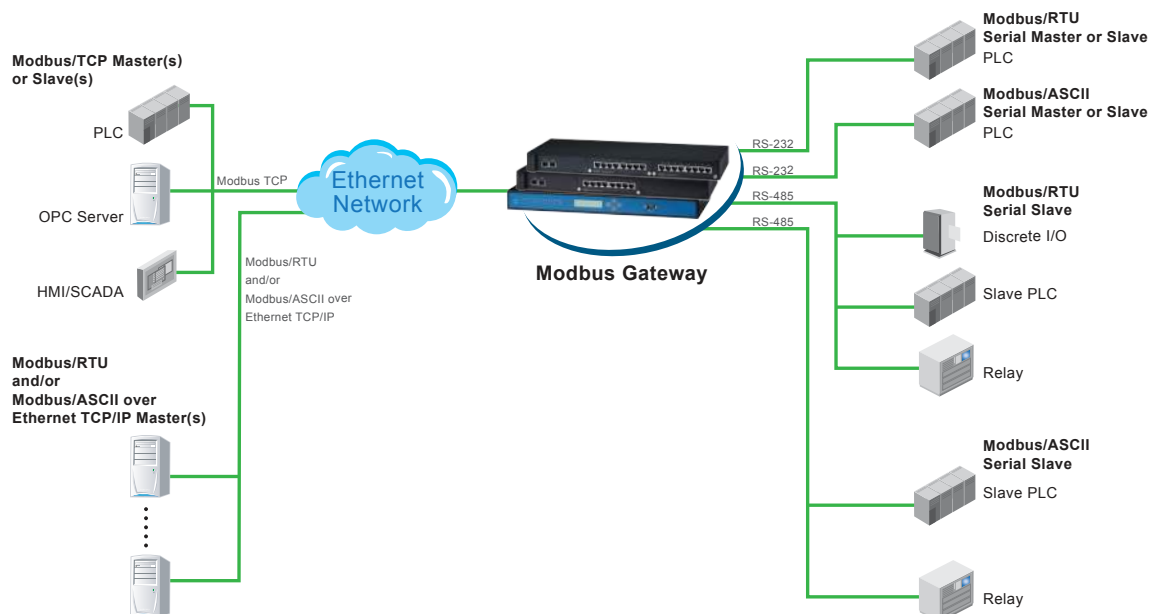 Modbus/TCP Master(s)
or Slave(s)
PLC
OPC Server
HMI/SCADA
Modbus TCP
Ethernet
Network
Modbus/RTU
and/or
Modbus/ASCII over
Ethernet TCP/IP
Modbus/RTU
and/or
Modbus/ASCII over
Ethernet TCP/IP Master(s)
Modbus Gateway
RS-232
RS-232
RS-485
RS-485
Modbus/RTU
Serial Master or Slave
PLC
Modbus/ASCII
Serial Master or Slave
PLC
Modbus/RTU
Serial Slave
Discrete I/O
Slave PLC
Relay
Modbus/ASCII
Serial Slave
Slave PLC
Relay